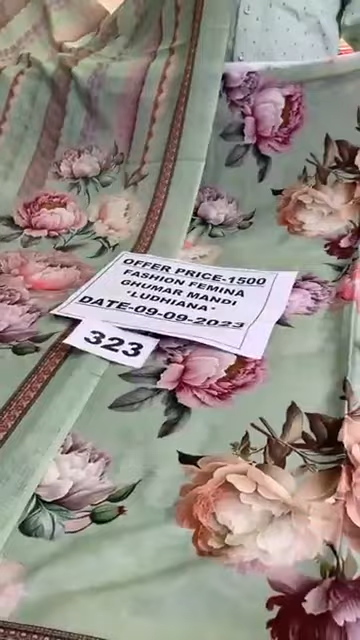 OFFER PRICE-1500
FASHION FEMINA
GHUMAR MANDI
"LUDHIANA"
DATE-09-09-2023
323